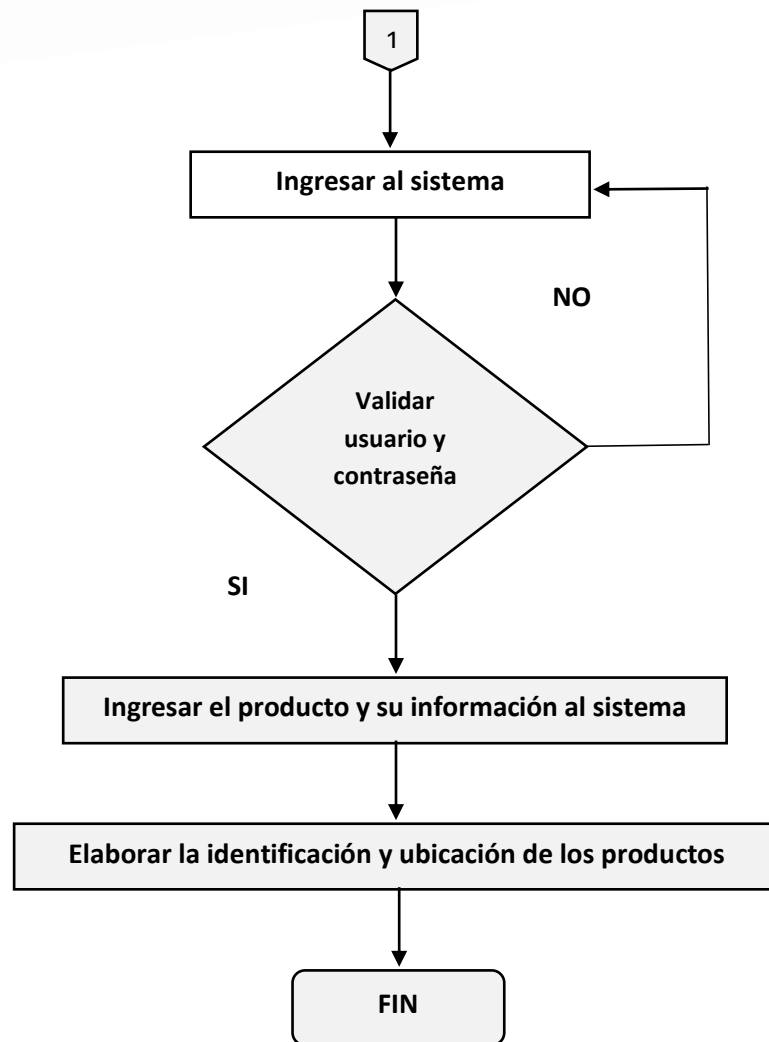 1
Ingresar al sistema
NO
Validar
usuario y
contraseña
SI
Ingresar el producto y su información al sistema
Elaborar la identificación y ubicación de los productos
FIN